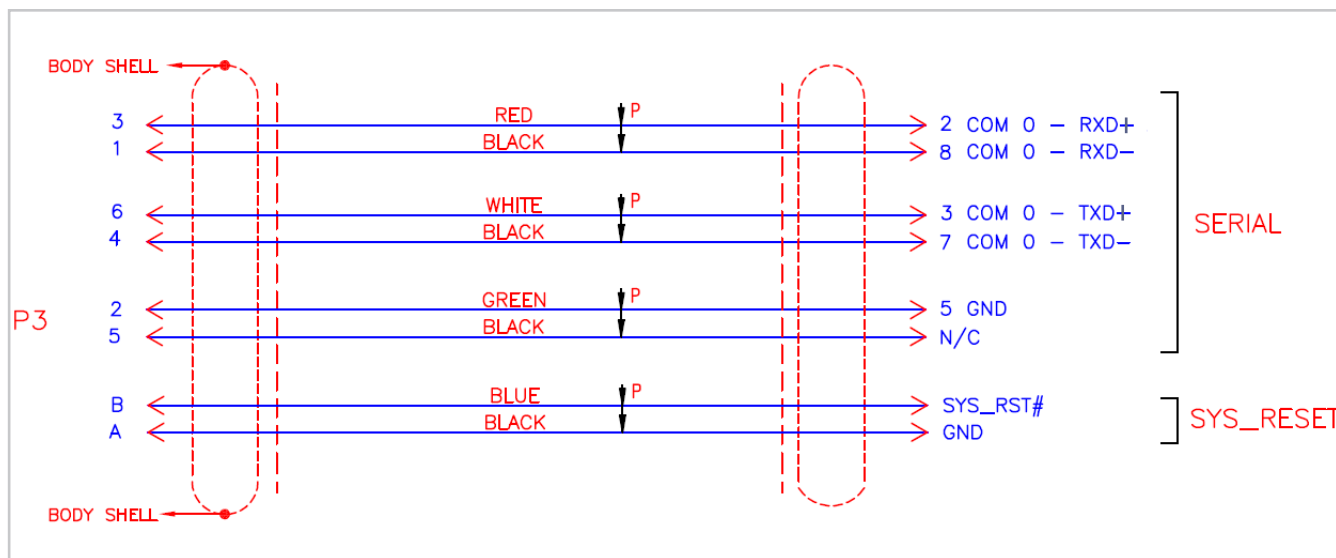 BODY SHELL
3 RED P 2 COM 0 - RXD+
1 BLACK 8 COM 0 - RXD-
6 WHITE P 3 COM 0 - TXD+
4 BLACK 7 COM 0 - TXD-
SERIAL
2 GREEN P 5 GND
P3
5 BLACK N/C
B BLUE P SYS_RST#
A BLACK GND
SYS_RESET
BODY SHELL